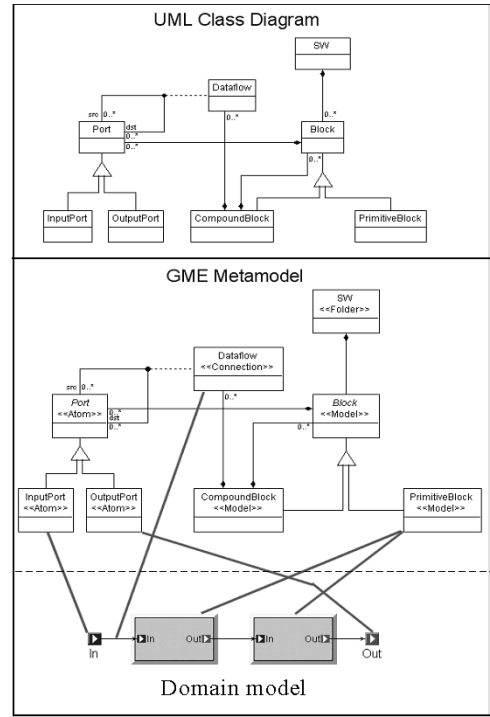 UML Class Diagram
SW
Dataflow
src 0..*
0..*
0..*
Port
dst
0..*
0..*
Block
0..*
InputPort
OutputPort
CompoundBlock
PrimitiveBlock
GME Metamodel
SW
<<Folder>>
Dataflow
<<Connection>>
src
0..*
0..*
0..*
Port
<<Atom>>
0..*
dst
0..*
Block
<<Model>>
0..*
InputPort
<<Atom>>
OutputPort
<<Atom>>
CompoundBlock
<<Model>>
PrimitiveBlock
<<Model>>
In
In
Out
In
Out
Out
Domain model